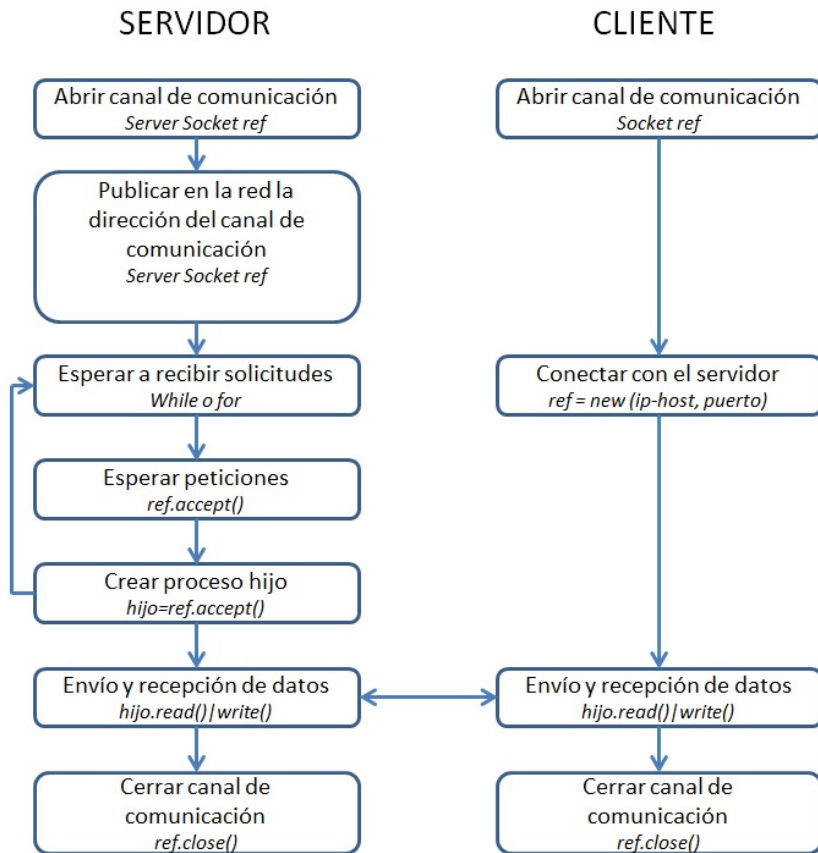 SERVIDOR
CLIENTE
Abrir canal de comunicación
Server Socket ref
Publicar en la red la
dirección del canal de
comunicación
Server Socket ref
Esperar a recibir solicitudes
While o for
Esperar peticiones
ref.accept()
Crear proceso hijo
hijo=ref.accept()
Envío y recepción de datos
hijo.read()|write()
Cerrar canal de
comunicación
ref.close()
Abrir canal de comunicación
Socket ref
Conectar con el servidor
ref = new (ip-host, puerto)
Envío y recepción de datos
hijo.read()|write()
Cerrar canal de
comunicación
ref.close()